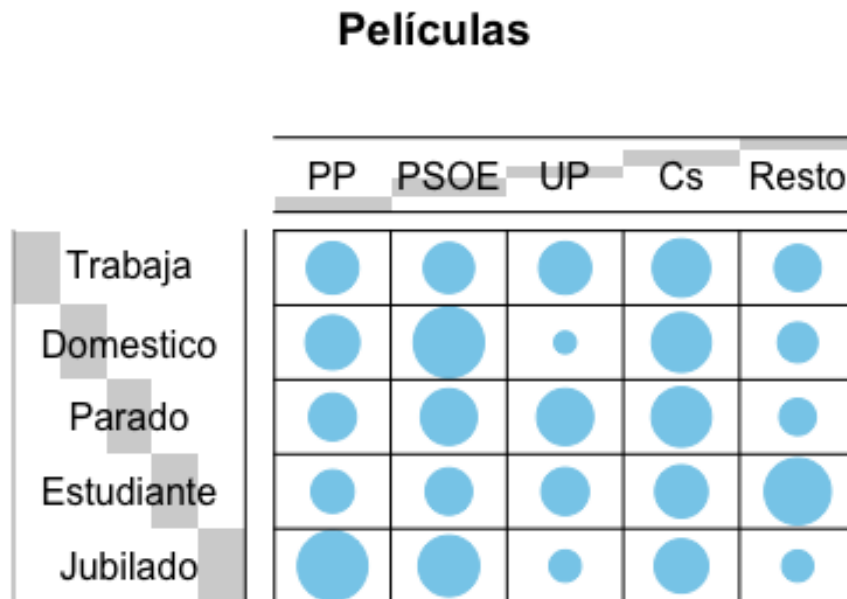 Películas
PP PSOE UP Cs Resto
Trabaja
Domestico
Parado
Estudiante
Jubilado